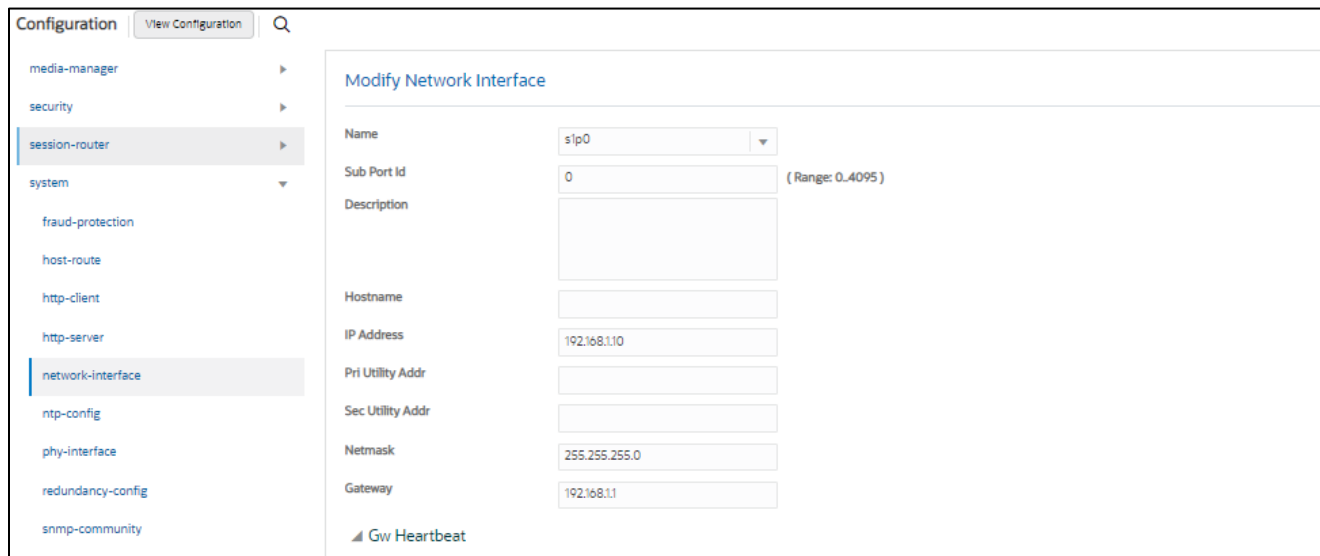 Configuration View Configuration
media-manager
security
session-router
system
fraud-protection
host-route
http-client
http-server
network-interface
ntp-config
phy-interface
redundancy-config
snmp-community
Modify Network Interface
Name s1p0
Sub Port Id 0 ( Range: 0..4095 )
Description
Hostname
IP Address 192.168.1.10
Pri Utility Addr
Sec Utility Addr
Netmask 255.255.255.0
Gateway 192.168.1.1
Gw Heartbeat